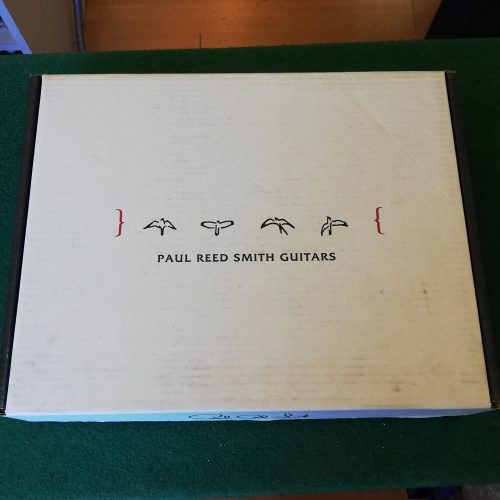 } {
PAUL REED SMITH GUITARS